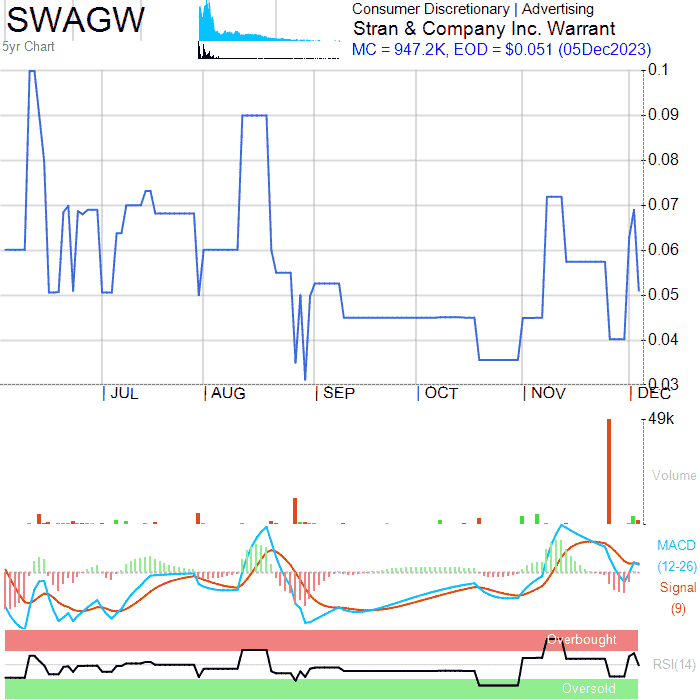 SWAGW
5yr Chart
Consumer Discretionary | Advertising
Stran & Company Inc. Warrant
MC = 947.2K, EOD = $0.051 (05Dec2023)
0.1
0.09
0.08
0.07
0.06
0.05
0.04
0.03
JUL AUG SEP OCT NOV DEC
49k
Volume
MACD
(12-26)
Signal
(9)
Overbought
RSI(14)
Oversold